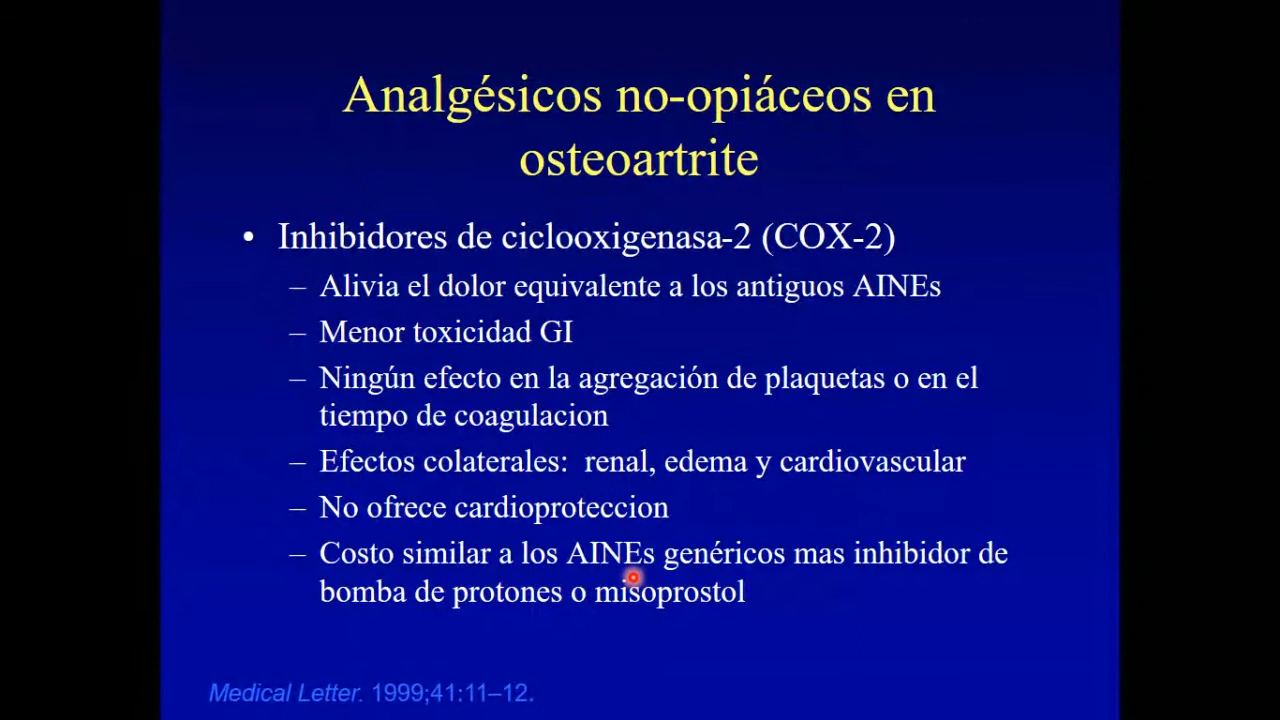 Analgésicos no-opiáceos en
osteoartrite
• Inhibidores de ciclooxigenasa-2 (COX-2)
– Alivia el dolor equivalente a los antiguos AINEs
– Menor toxicidad GI
– Ningún efecto en la agregación de plaquetas o en el
tiempo de coagulacion
– Efectos colaterales:  renal, edema y cardiovascular
– No ofrece cardioproteccion
– Costo similar a los AINEs genéricos mas inhibidor de
bomba de protones o misoprostol
Medical Letter. 1999;41:11–12.